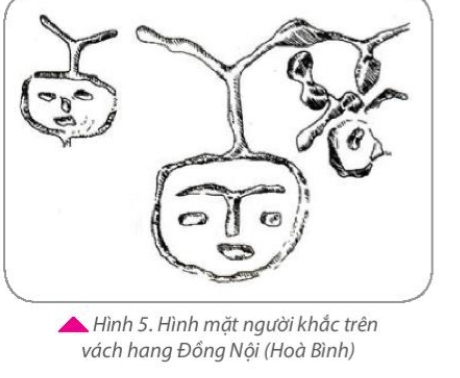 Hình 5. Hình mặt người khắc trên
vách hang Đồng Nội (Hoà Bình)